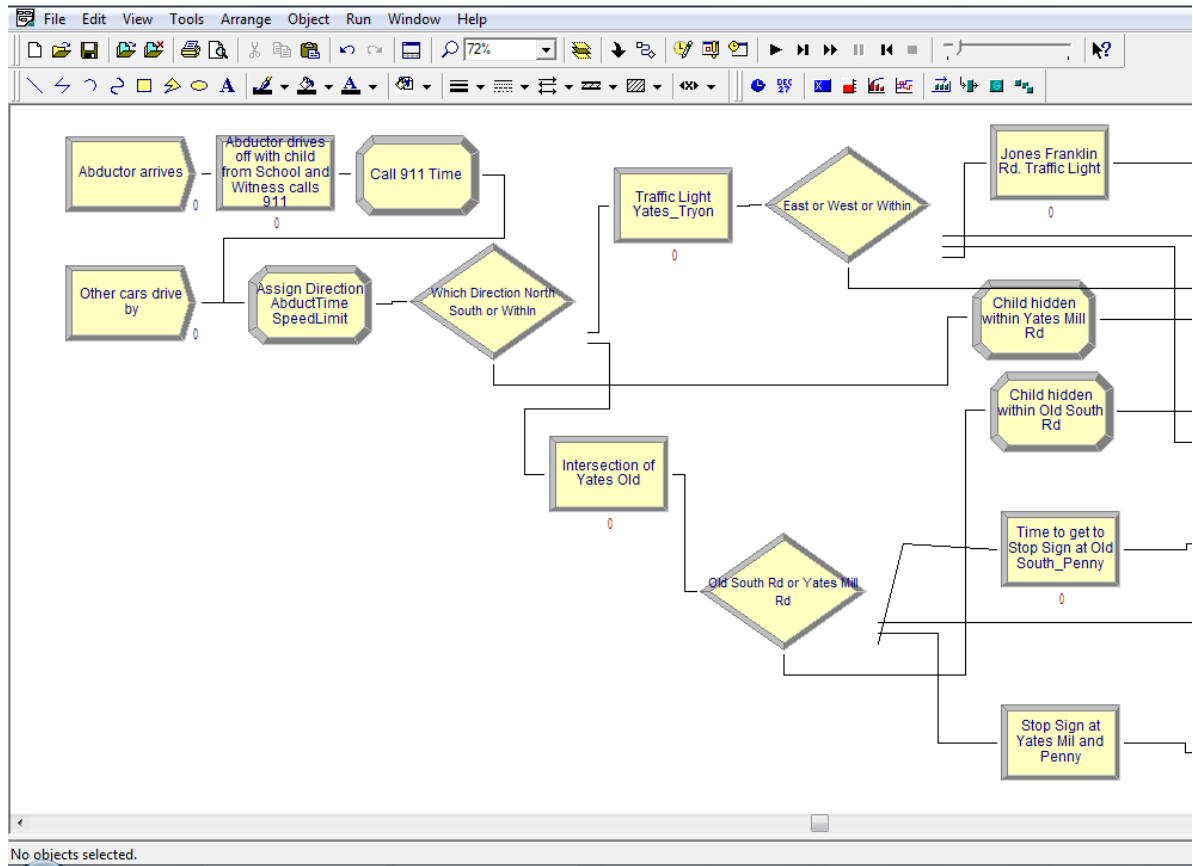 File Edit View Tools Arrange Object Run Window Help
72%
A
A
DEC
27
Abductor arrives
0
Abductor drives
off with child
from School and
Witness calls
911
0
Call 911 Time
Other cars drive
by
0
Assign Direction
AbductTime
SpeedLimit
Which Direction North
South or WithIn
Traffic Light
Yates_Tryon
0
East or West or Within
Jones Franklin
Rd. Traffic Light
0
Child hidden
within Yates Mill
Rd
Child hidden
within Old South
Rd
Intersection of
Yates Old
0
Old South Rd or Yates Mill
Rd
Time to get to
Stop Sign at Old
South_Penny
0
Stop Sign at
Yates Mil and
Penny
No objects selected.